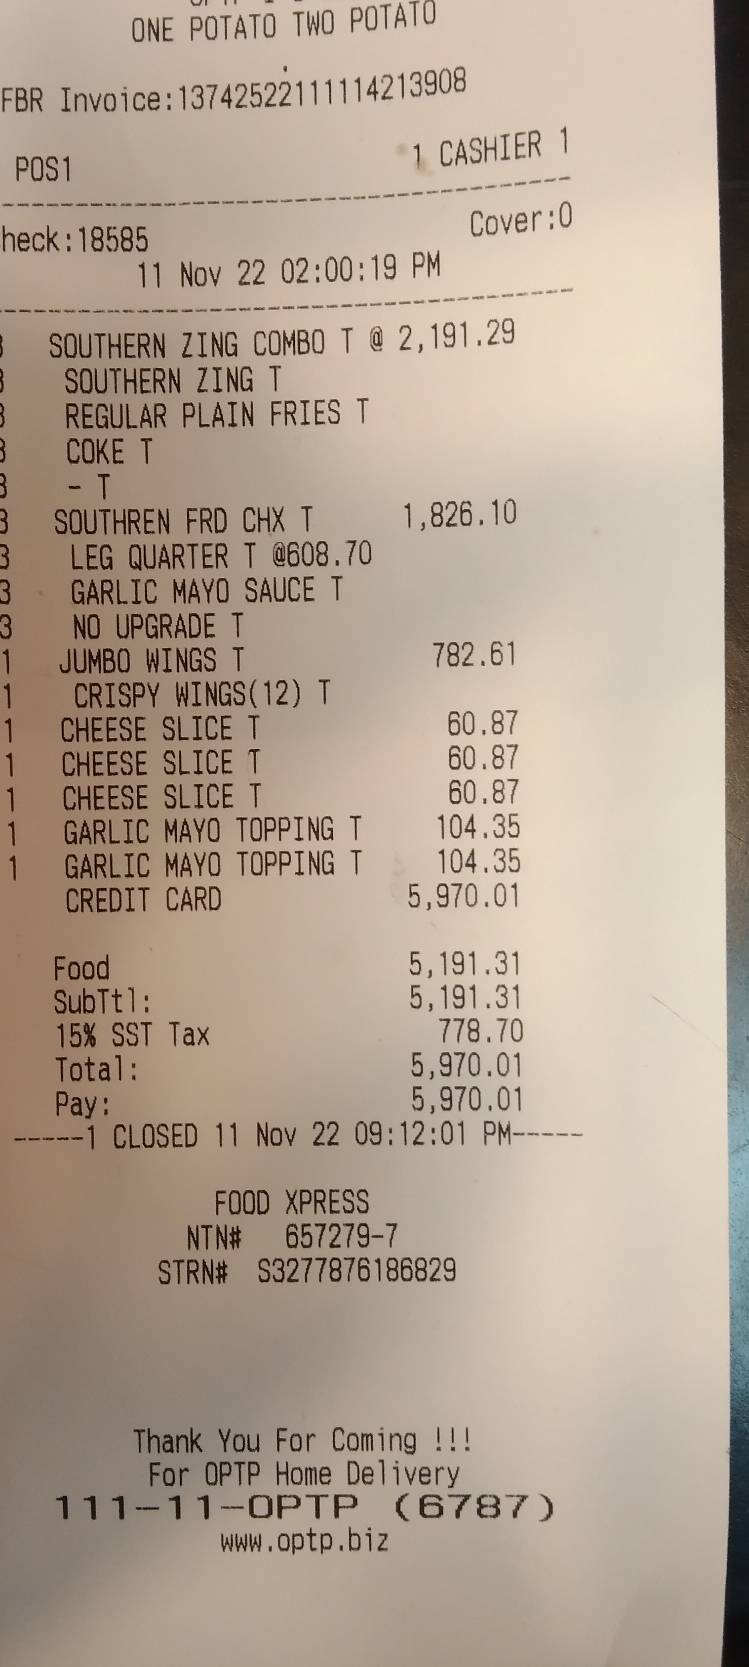 ONE POTATO TWO POTATO
FBR Invoice:13742522111114213908
POS1 1 CASHIER 1
heck:18585 Cover:0
11 Nov 22 02:00:19 PM
3 SOUTHERN ZING COMBO T @ 2,191.29
3 SOUTHERN ZING T
3 REGULAR PLAIN FRIES T
3 COKE T
3 - T
3 SOUTHREN FRD CHX T 1,826.10
3 LEG QUARTER T @608.70
3 GARLIC MAYO SAUCE T
3 NO UPGRADE T
1 JUMBO WINGS T 782.61
1 CRISPY WINGS(12) T
1 CHEESE SLICE T 60.87
1 CHEESE SLICE T 60.87
1 CHEESE SLICE T 60.87
1 GARLIC MAYO TOPPING T 104.35
1 GARLIC MAYO TOPPING T 104.35
CREDIT CARD 5,970.01
Food 5,191.31
SubTtl: 5,191.31
15% SST Tax 778.70
Total: 5,970.01
Pay: 5,970.01
-----1 CLOSED 11 Nov 22 09:12:01 PM-----
FOOD XPRESS
NTN# 657279-7
STRN# S3277876186829
Thank You For Coming !!!
For OPTP Home Delivery
111-11-OPTP (6787)
www.optp.biz